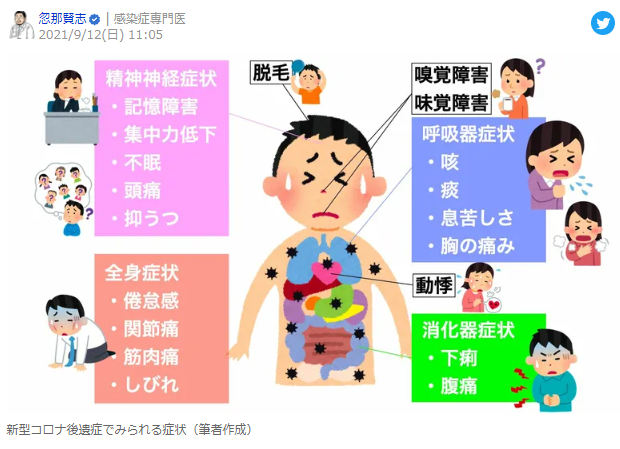 忽那賢志 | 感染症専門医
2021/9/12(日) 11:05
精神神経症状
・記憶障害
・集中力低下
・不眠
・頭痛
・抑うつ
脱毛
嗅覚障害
味覚障害
呼吸器症状
・咳
・痰
・息苦しさ
・胸の痛み
全身症状
・倦怠感
・関節痛
・筋肉痛
・しびれ
動悸
消化器症状
・下痢
・腹痛
新型コロナ後遺症でみられる症状（筆者作成）